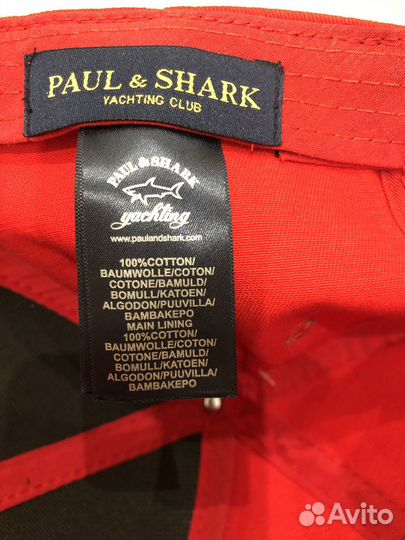 PAUL & SHARK
YACHTING CLUB
PAUL & SHARK
yachting
www.paulandshark.com
100%COTTON/
BAUMWOLLE/COTON/
COTONE/BAMULD/
BOMULL/KATOEN/
ALGODON/PUUVILLA/
BAMBAKEPO
MAIN LINING
100%COTTON/
BAUMWOLLE/COTON/
COTONE/BAMULD/
BOMULL/KATOEN/
ALGODON/PUUVILLA/
BAMBAKEPO
Avito